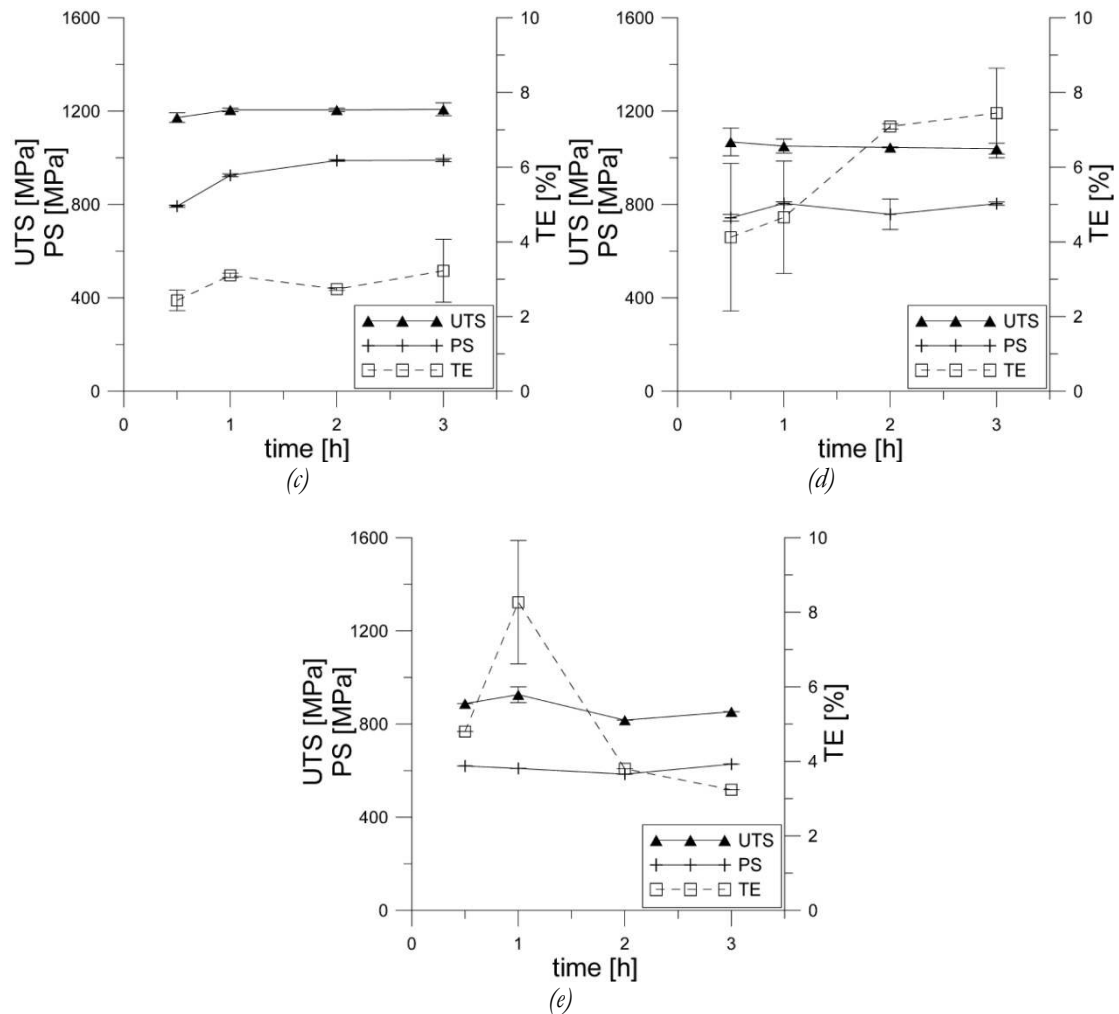 1600
1200
800
400
0
UTS [MPa]
PS [MPa]
10
8
6
4
2
0
TE [%]
UTS
PS
TE
0 1 2 3
time [h]
(c)
1600
1200
800
400
0
UTS [MPa]
PS [MPa]
10
8
6
4
2
0
TE [%]
UTS
PS
TE
0 1 2 3
time [h]
(d)
1600
1200
800
400
0
UTS [MPa]
PS [MPa]
10
8
6
4
2
0
TE [%]
UTS
PS
TE
0 1 2 3
time [h]
(e)